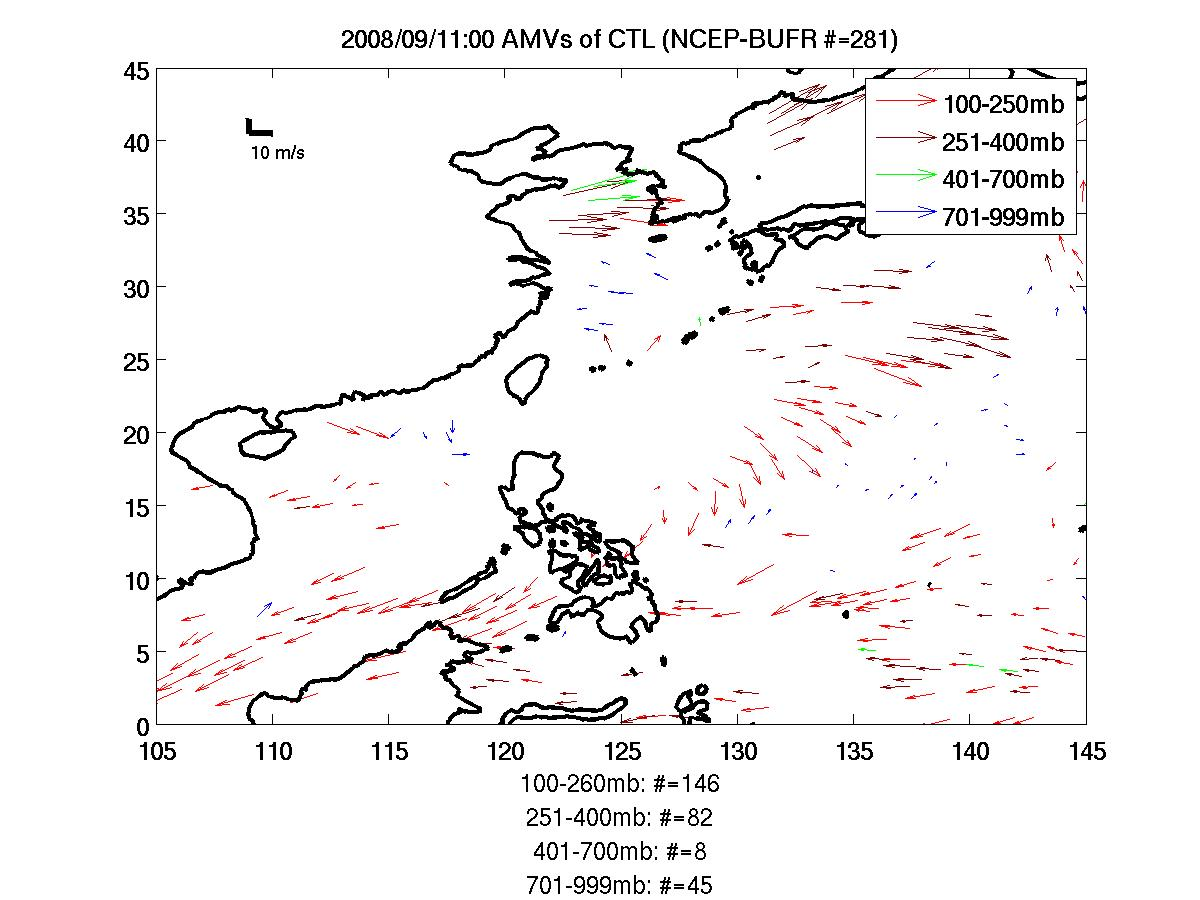 2008/09/11:00 AMVs of CTL (NCEP-BUFR #=281)
45
40
35
30
25
20
15
10
5
0
10 m/s
100-250mb
251-400mb
401-700mb
701-999mb
105 110 115 120 125 130 135 140 145
100-260mb: #=146
251-400mb: #=82
401-700mb: #=8
701-999mb: #=45